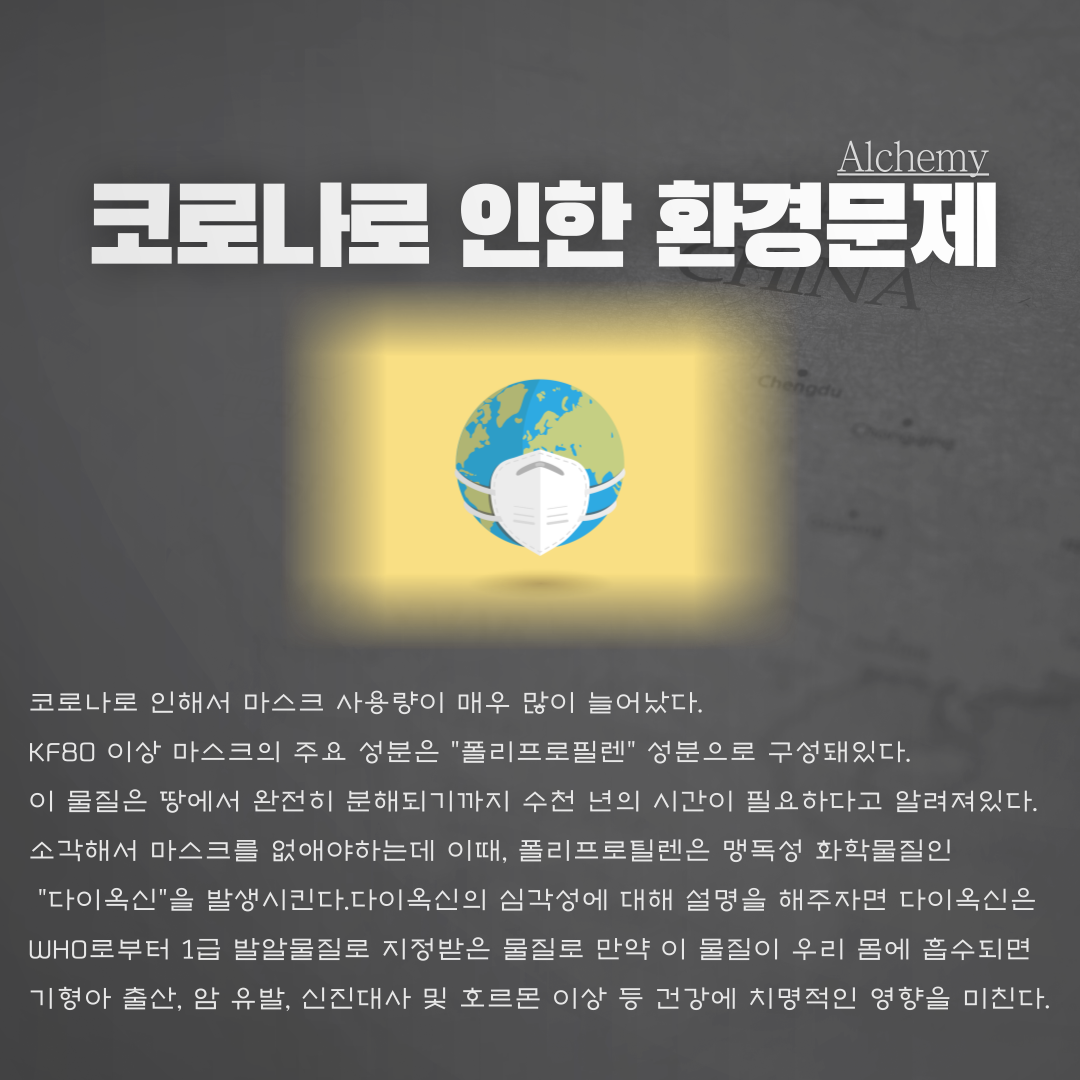 Alchemy
코로나로 인한 환경문제
CHINA
Chengdu
Chongqing
코로나로 인해서 마스크 사용량이 매우 많이 늘어났다.
KF80 이상 마스크의 주요 성분은 "폴리프로필렌" 성분으로 구성돼있다.
이 물질은 땅에서 완전히 분해되기까지 수천 년의 시간이 필요하다고 알려져있다.
소각해서 마스크를 없애야하는데 이때, 폴리프로틸렌은 맹독성 화학물질인
"다이옥신"을 발생시킨다.다이옥신의 심각성에 대해 설명을 해주자면 다이옥신은
WHO로부터 1급 발암물질로 지정받은 물질로 만약 이 물질이 우리 몸에 흡수되면
기형아 출산, 암 유발, 신진대사 및 호르몬 이상 등 건강에 치명적인 영향을 미친다.